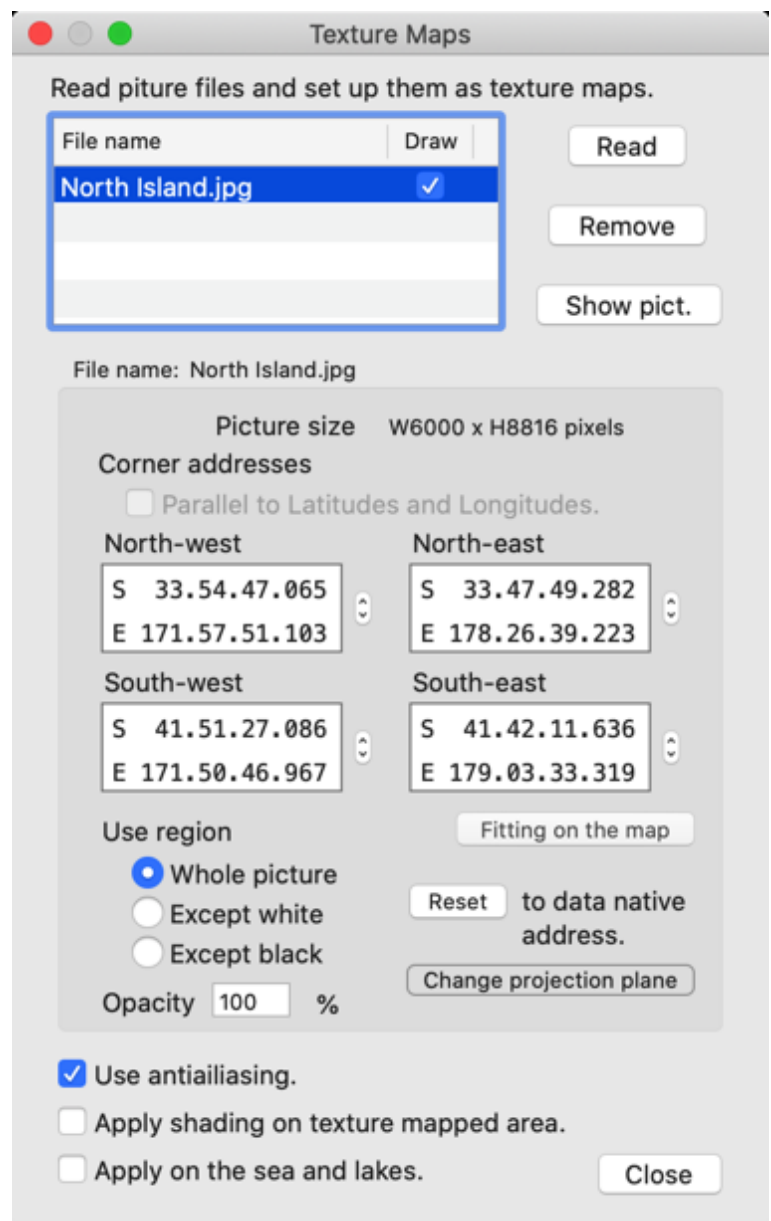 Texture Maps
Read piture files and set up them as texture maps.
File name Draw
North Island.jpg
Read
Remove
Show pict.
File name: North Island.jpg
Picture size W6000 x H8816 pixels
Corner addresses
Parallel to Latitudes and Longitudes.
North-west
S 33.54.47.065
E 171.57.51.103
North-east
S 33.47.49.282
E 178.26.39.223
South-west
S 41.51.27.086
E 171.50.46.967
South-east
S 41.42.11.636
E 179.03.33.319
Use region
Whole picture
Except white
Except black
Opacity 100 %
Fitting on the map
Reset to data native
address.
Change projection plane
Use antiailiasing.
Apply shading on texture mapped area.
Apply on the sea and lakes.
Close